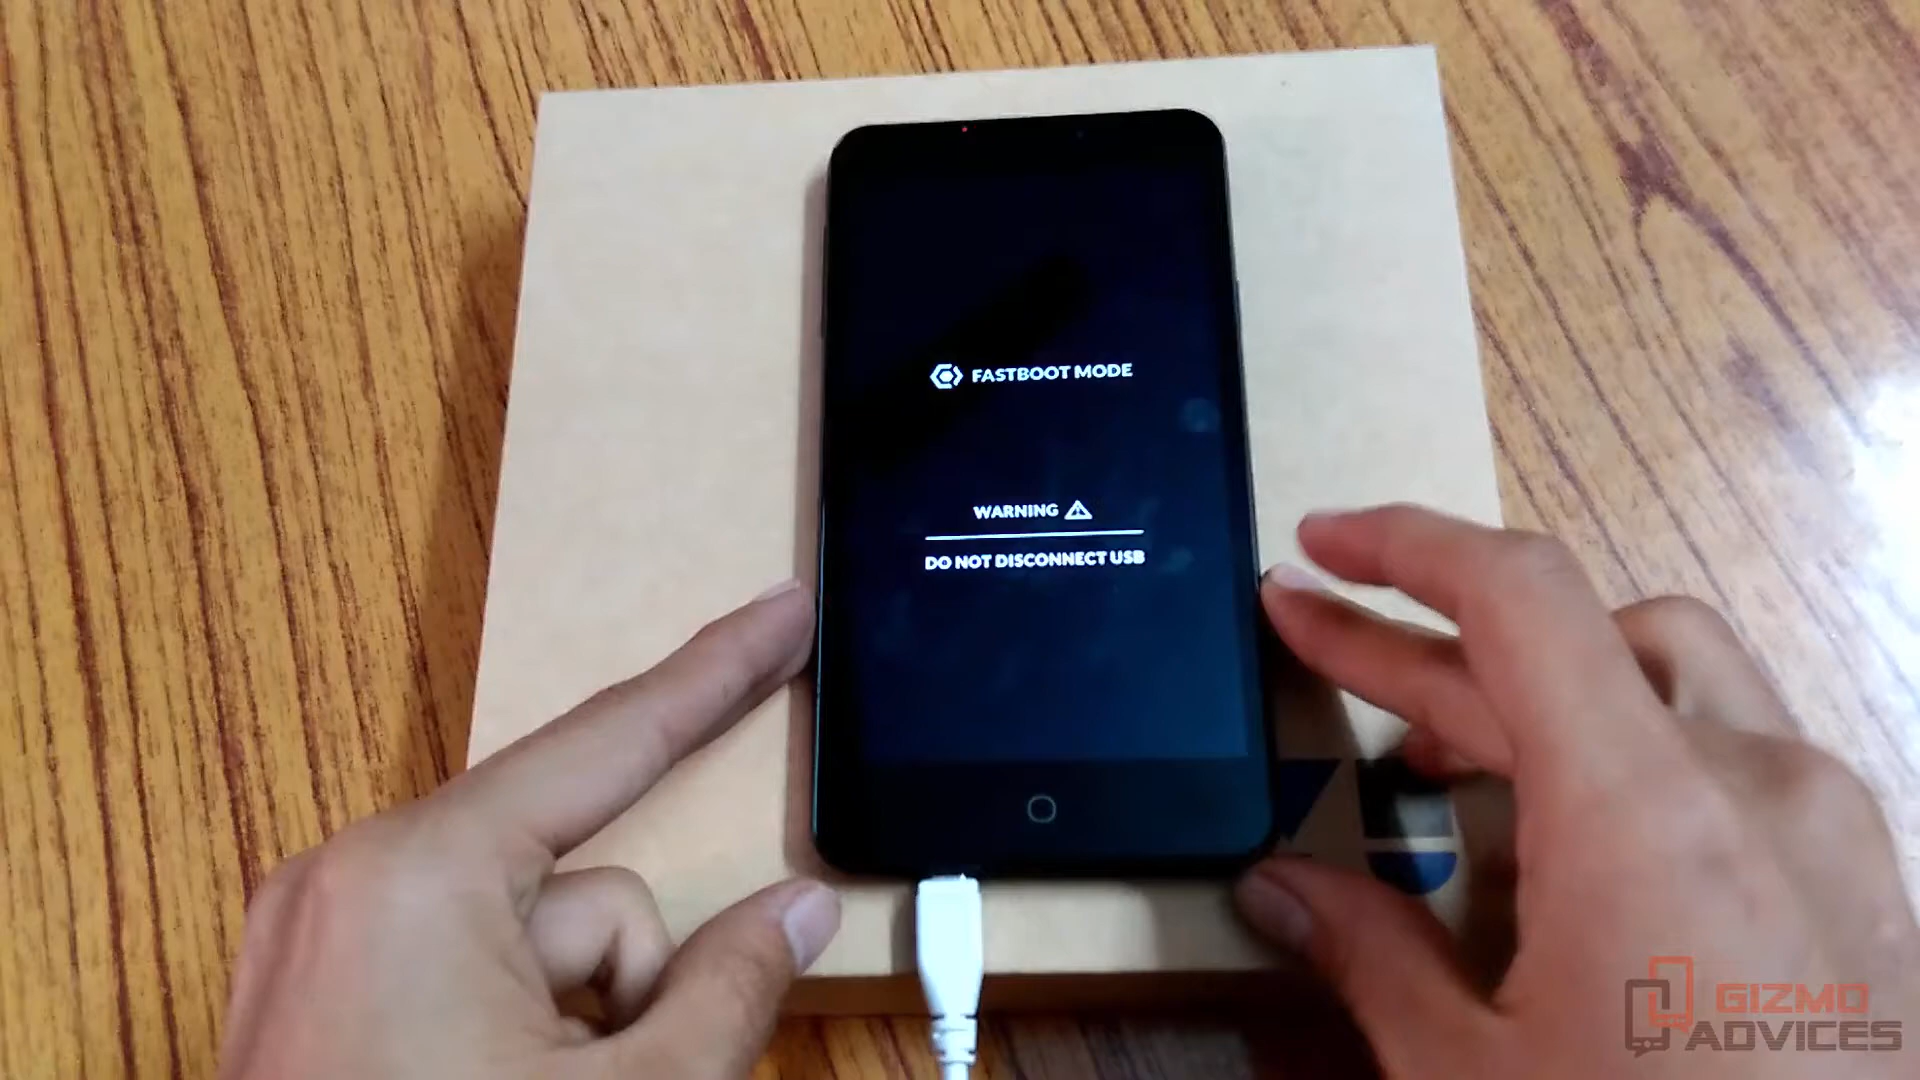 FASTBOOT MODE
WARNING
DO NOT DISCONNECT USB
GIZMO
ADVICES